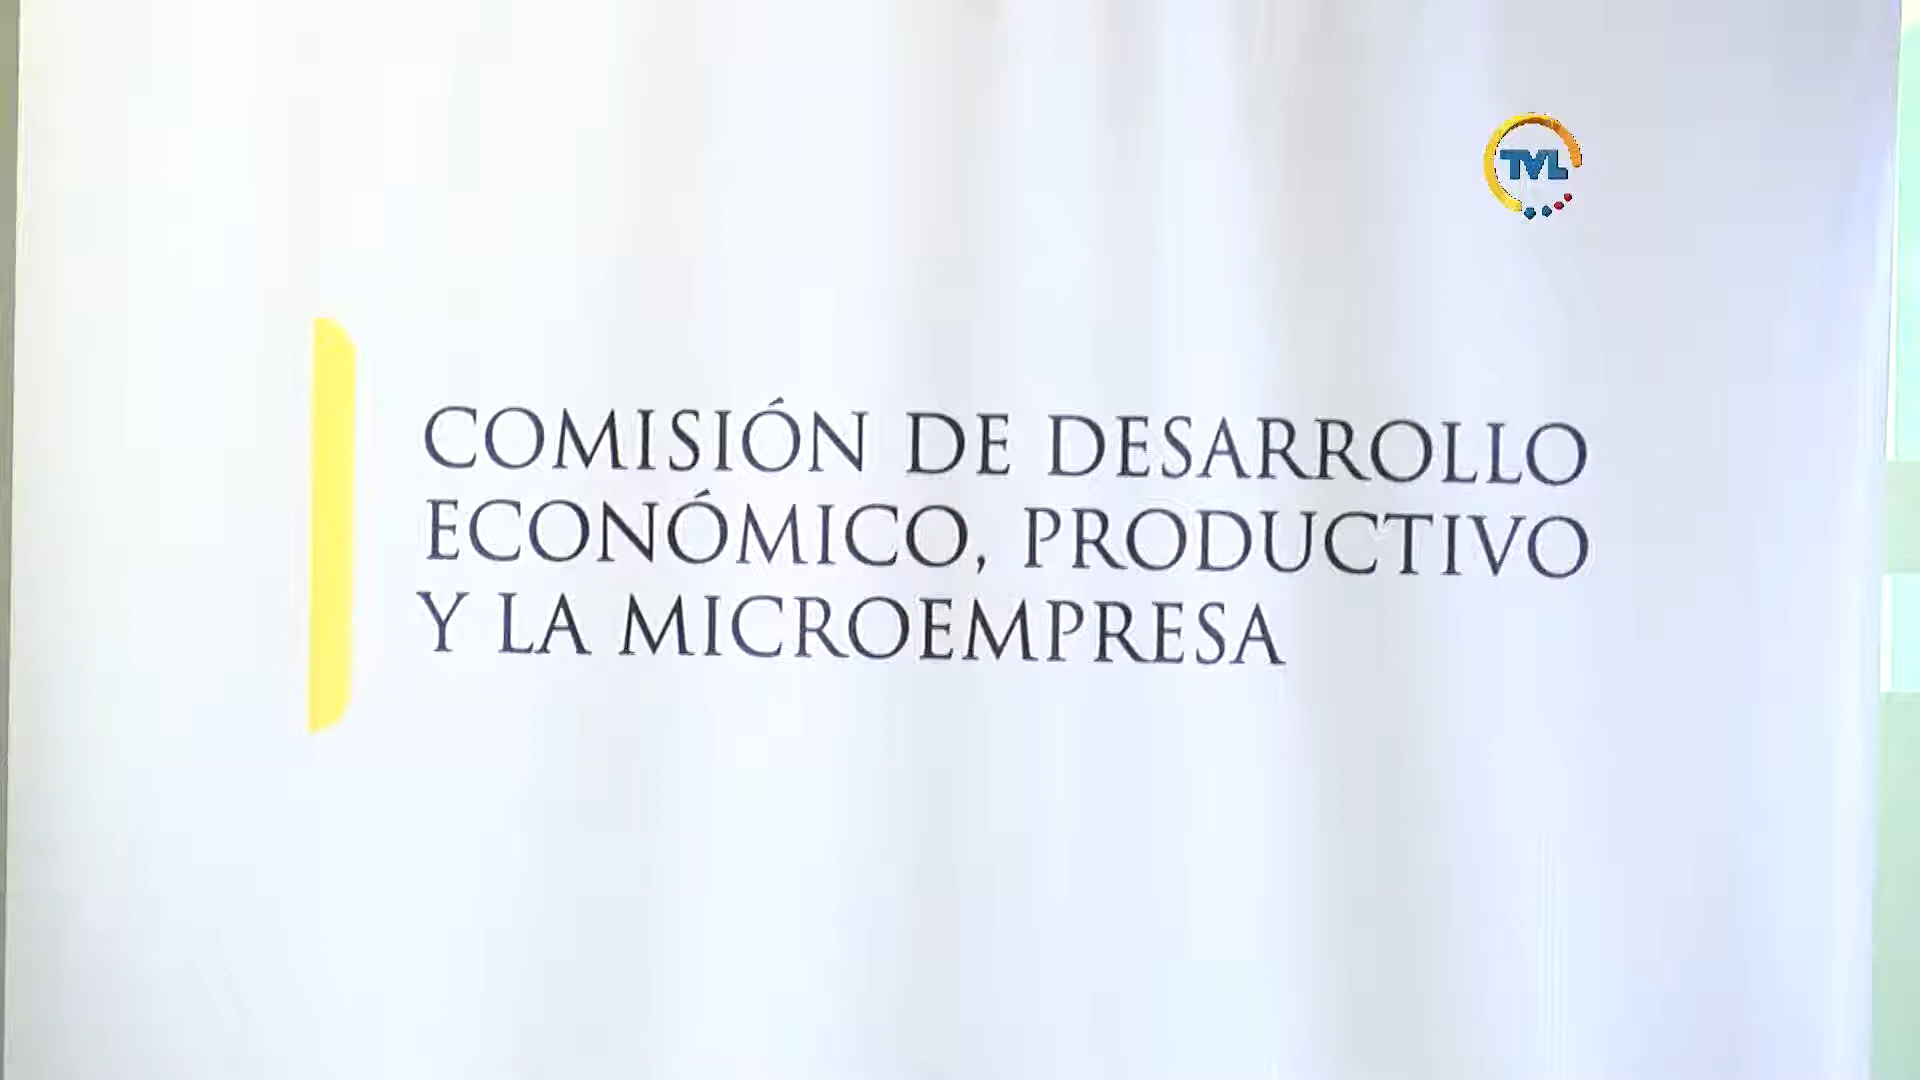 TVL
COMISIÓN DE DESARROLLO
ECONÓMICO, PRODUCTIVO
Y LA MICROEMPRESA